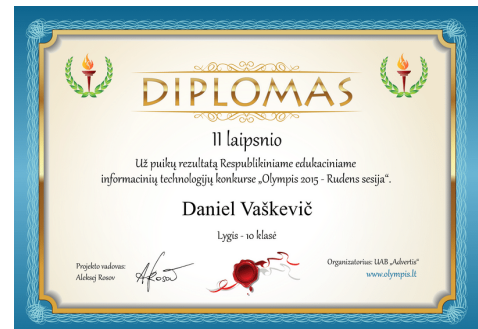 DIPLOMAS
II laipsnio
Už puikų rezultatą Respublikiniame edukaciniame
informacinių technologijų konkurse „Olympis 2015 - Rudens sesija“.
Daniel Vaškevič
Lygis - 10 klasė
Projekto vadovas:
Aleksej Rosov
Organizatorius: UAB „Advertis“
www.olympis.lt